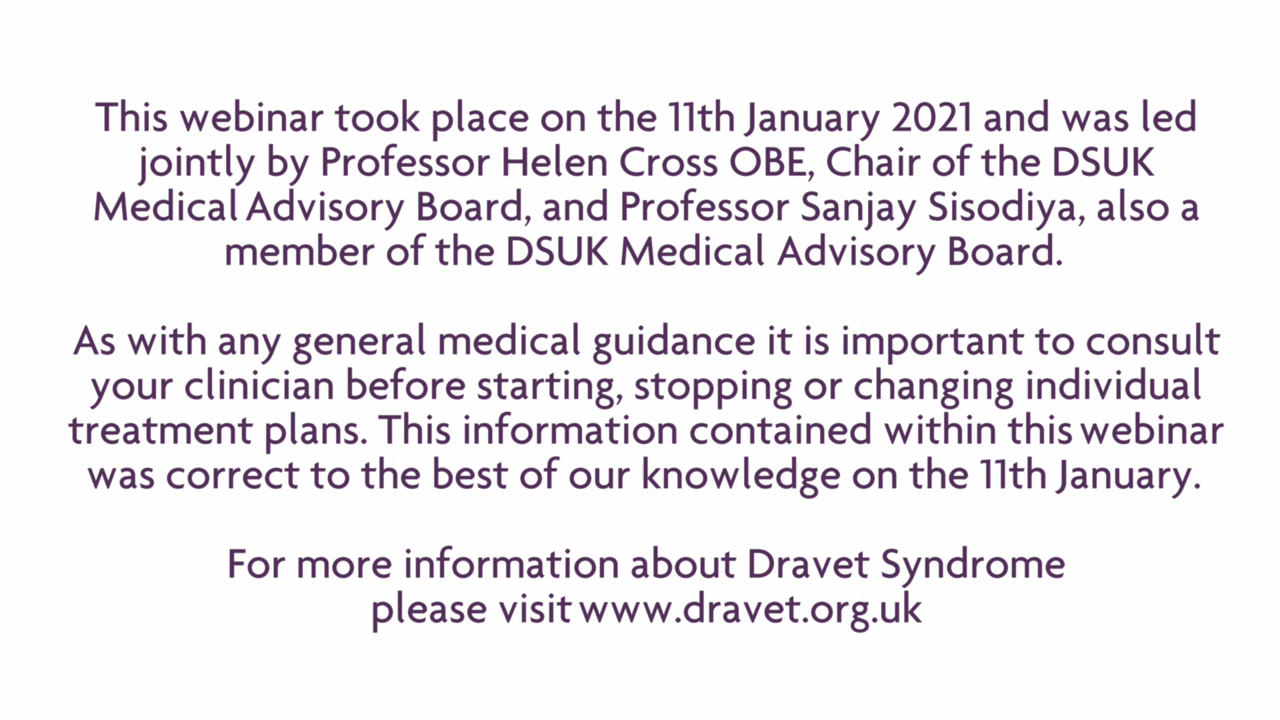 This webinar took place on the 11th January 2021 and was led
jointly by Professor Helen Cross OBE, Chair of the DSUK
Medical Advisory Board, and Professor Sanjay Sisodiya, also a
member of the DSUK Medical Advisory Board.
As with any general medical guidance it is important to consult
your clinician before starting, stopping or changing individual
treatment plans. This information contained within this webinar
was correct to the best of our knowledge on the 11th January.
For more information about Dravet Syndrome
please visit www.dravet.org.uk